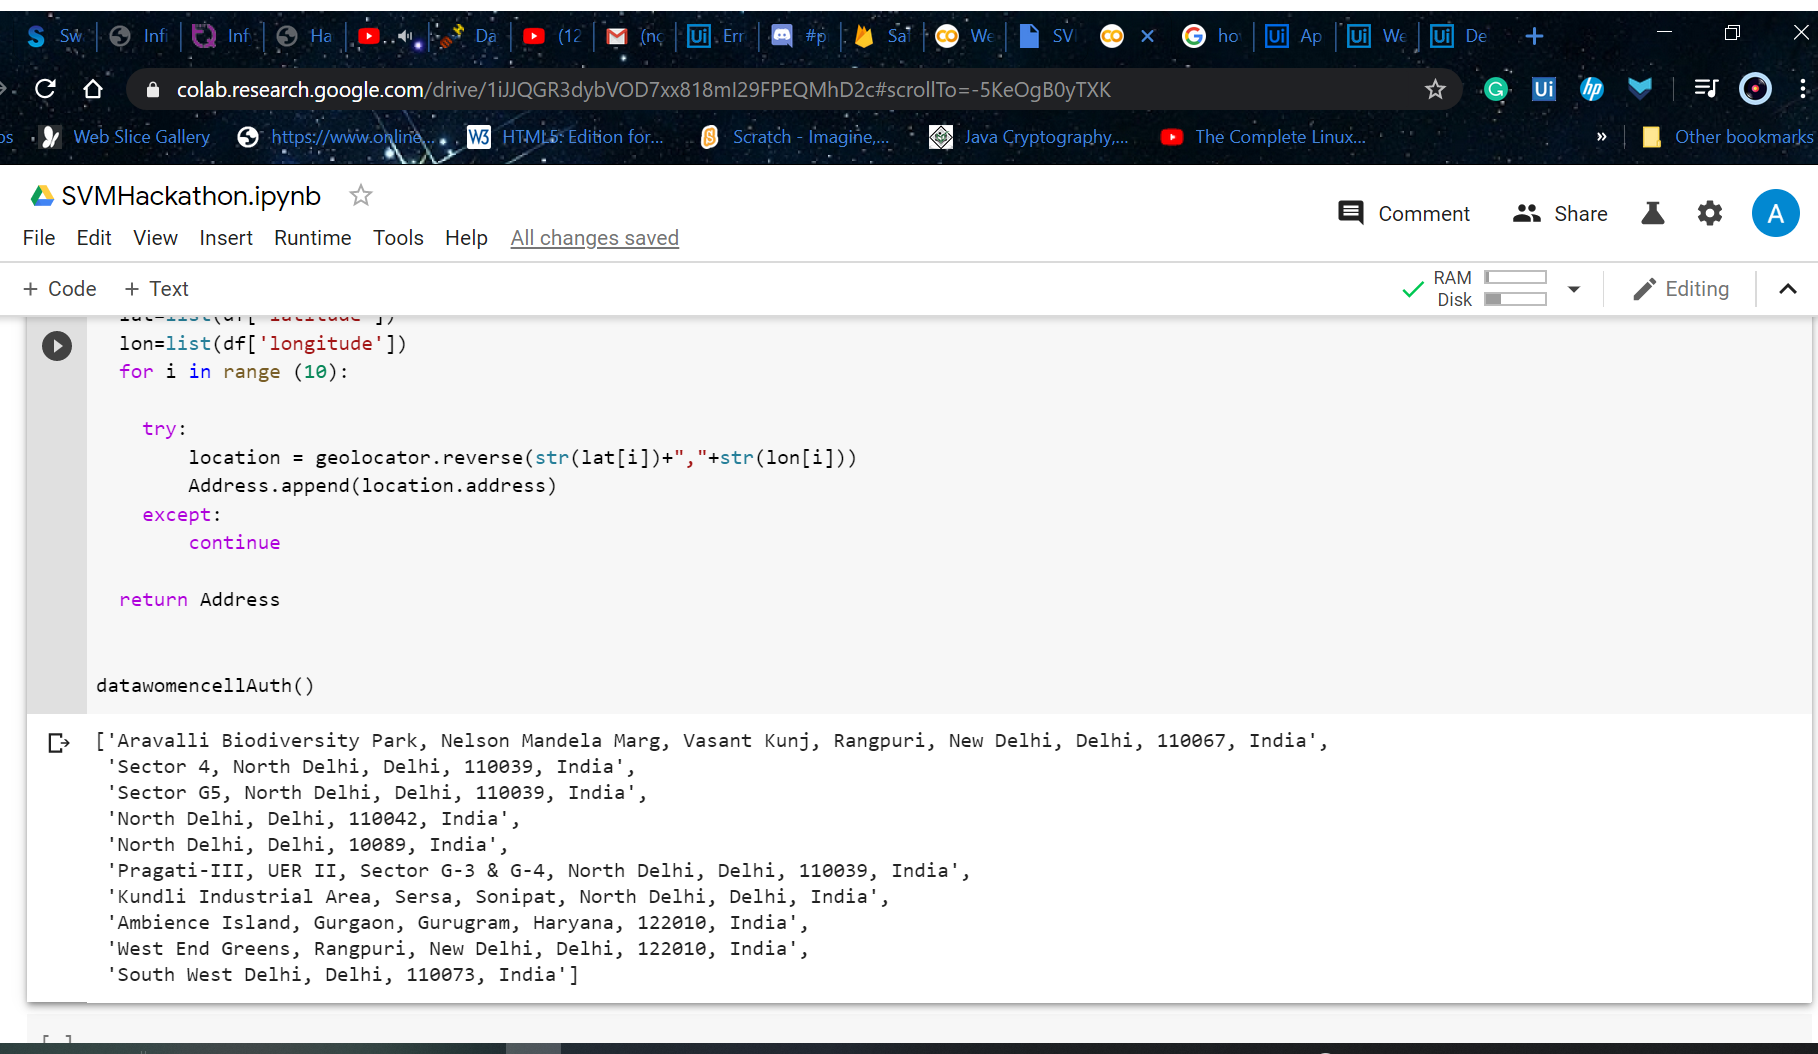 Sw Inf Inf Ha Da (12 (nc Err #p Sa We SV ho Ap We De
colab.research.google.com/drive/1iJJQGR3dybVOD7xx818mI29FPEQMhD2c#scrollTo=-5KeOgB0yTXK
Web Slice Gallery https://www.online... HTML5: Edition for... Scratch - Imagine,... Java Cryptography,... The Complete Linux... » Other bookmarks
SVMHackathon.ipynb
Comment Share A
File Edit View Insert Runtime Tools Help All changes saved
+ Code + Text
RAM
Disk
Editing
lat=list(df['latitude'])
lon=list(df['longitude'])
for i in range (10):
try:
location = geolocator.reverse(str(lat[i])+","+str(lon[i]))
Address.append(location.address)
except:
continue
return Address
datawomencellAuth()
['Aravalli Biodiversity Park, Nelson Mandela Marg, Vasant Kunj, Rangpuri, New Delhi, Delhi, 110067, India',
'Sector 4, North Delhi, Delhi, 110039, India',
'Sector G5, North Delhi, Delhi, 110039, India',
'North Delhi, Delhi, 110042, India',
'North Delhi, Delhi, 10089, India',
'Pragati-III, UER II, Sector G-3 & G-4, North Delhi, Delhi, 110039, India',
'Kundli Industrial Area, Sersa, Sonipat, North Delhi, Delhi, India',
'Ambience Island, Gurgaon, Gurugram, Haryana, 122010, India',
'West End Greens, Rangpuri, New Delhi, Delhi, 122010, India',
'South West Delhi, Delhi, 110073, India']
[ ]